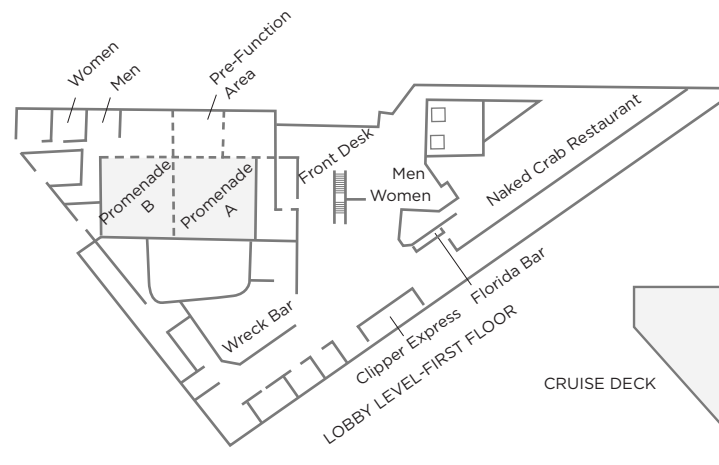 Women
Men
Pre-Function
Area
Front Desk
Men
Women
Naked Crab Restaurant
Promenade
B
Promenade
A
Florida Bar
Wreck Bar
Clipper Express
LOBBY LEVEL-FIRST FLOOR
CRUISE DECK